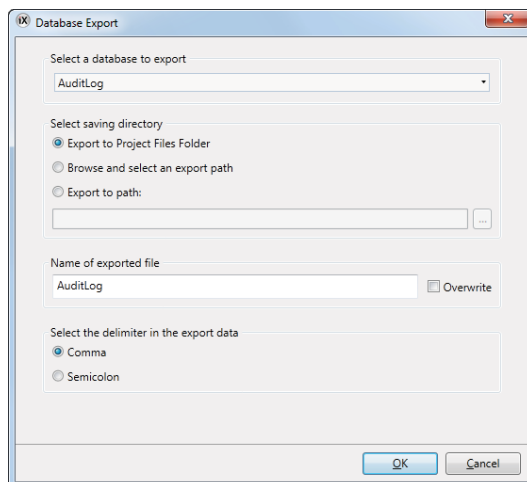 iX Database Export
Select a database to export
AuditLog
Select saving directory
Export to Project Files Folder
Browse and select an export path
Export to path:
...
Name of exported file
AuditLog Overwrite
Select the delimiter in the export data
Comma
Semicolon
OK Cancel